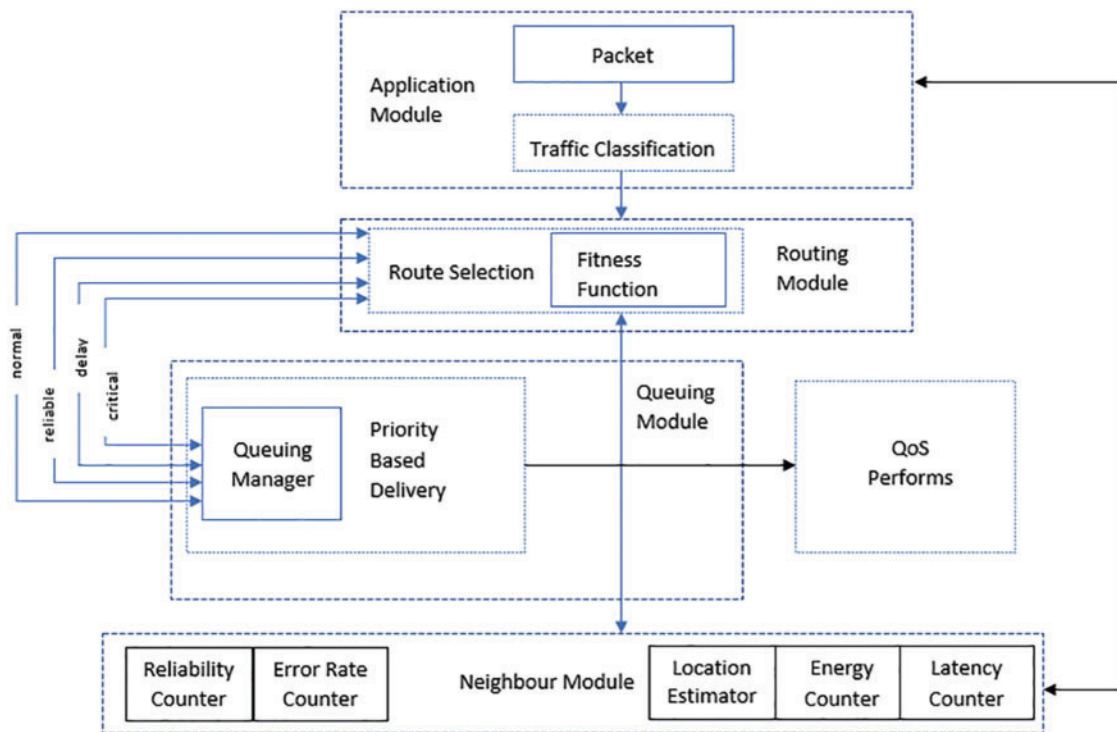 Packet
Application
Module
Traffic Classification
Route Selection
Fitness
Function
Routing
Module
normal
reliable
delay
critical
Queuing
Module
Queuing
Manager
Priority
Based
Delivery
QoS
Performs
Reliability
Counter
Error Rate
Counter
Neighbour Module
Location
Estimator
Energy
Counter
Latency
Counter